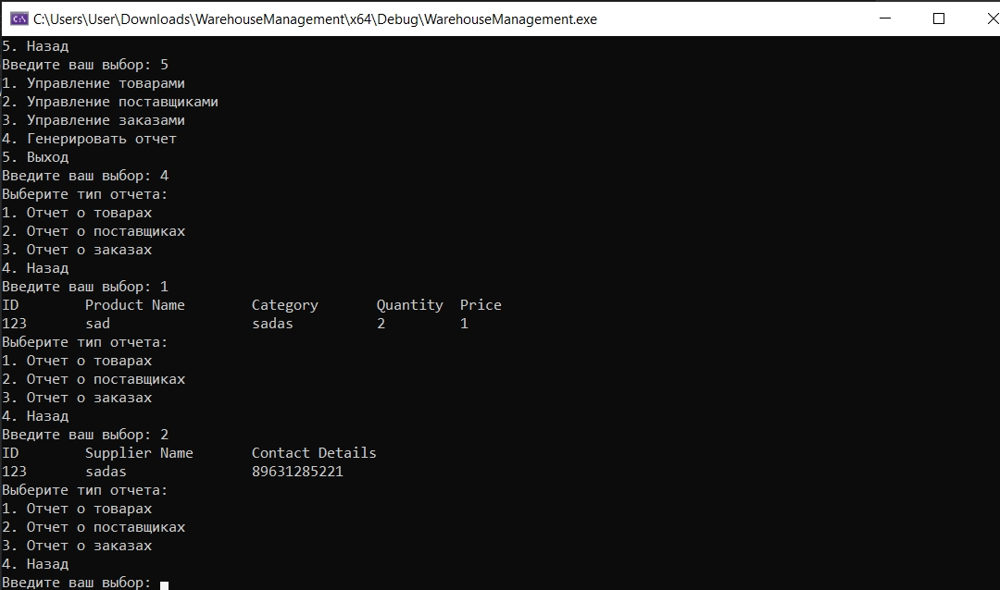 C:\Users\User\Downloads\WarehouseManagement\x64\Debug\WarehouseManagement.exe
5. Назад
Введите ваш выбор: 5
1. Управление товарами
2. Управление поставщиками
3. Управление заказами
4. Генерировать отчет
5. Выход
Введите ваш выбор: 4
Выберите тип отчета:
1. Отчет о товарах
2. Отчет о поставщиках
3. Отчет о заказах
4. Назад
Введите ваш выбор: 1
ID Product Name Category Quantity Price
123 sad sadas 2 1
Выберите тип отчета:
1. Отчет о товарах
2. Отчет о поставщиках
3. Отчет о заказах
4. Назад
Введите ваш выбор: 2
ID Supplier Name Contact Details
123 sadas 89631285221
Выберите тип отчета:
1. Отчет о товарах
2. Отчет о поставщиках
3. Отчет о заказах
4. Назад
Введите ваш выбор: